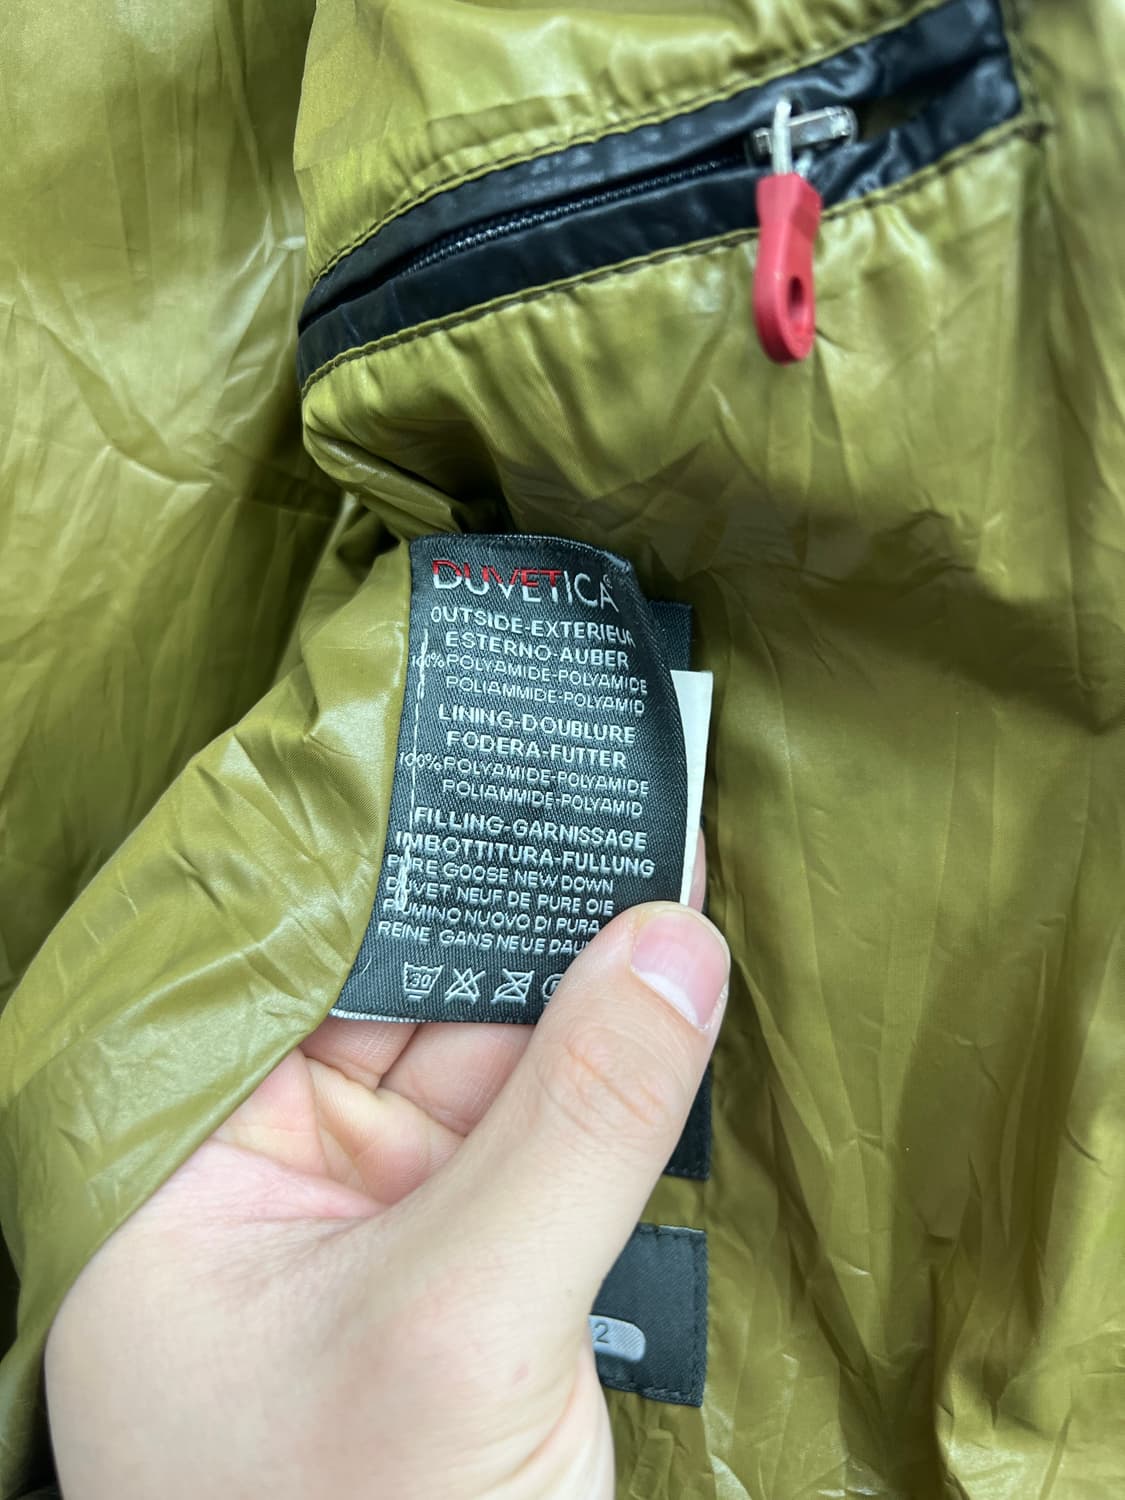 DUVETICA
OUTSIDE-EXTERIEUR
ESTERNO-AUBER
100% POLYAMIDE-POLYAMIDE
POLIAMMIDE-POLYAMID
LINING-DOUBLURE
FODERA-FUTTER
100% POLYAMIDE-POLYAMIDE
POLIAMMIDE-POLYAMID
FILLING-GARNISSAGE
IMBOTTITURA-FULLUNG
PURE GOOSE NEW DOWN
DUVET NEUF DE PURE OIE
PIUMINO NUOVO DI PURA
REINE GANS NEUE
30
2